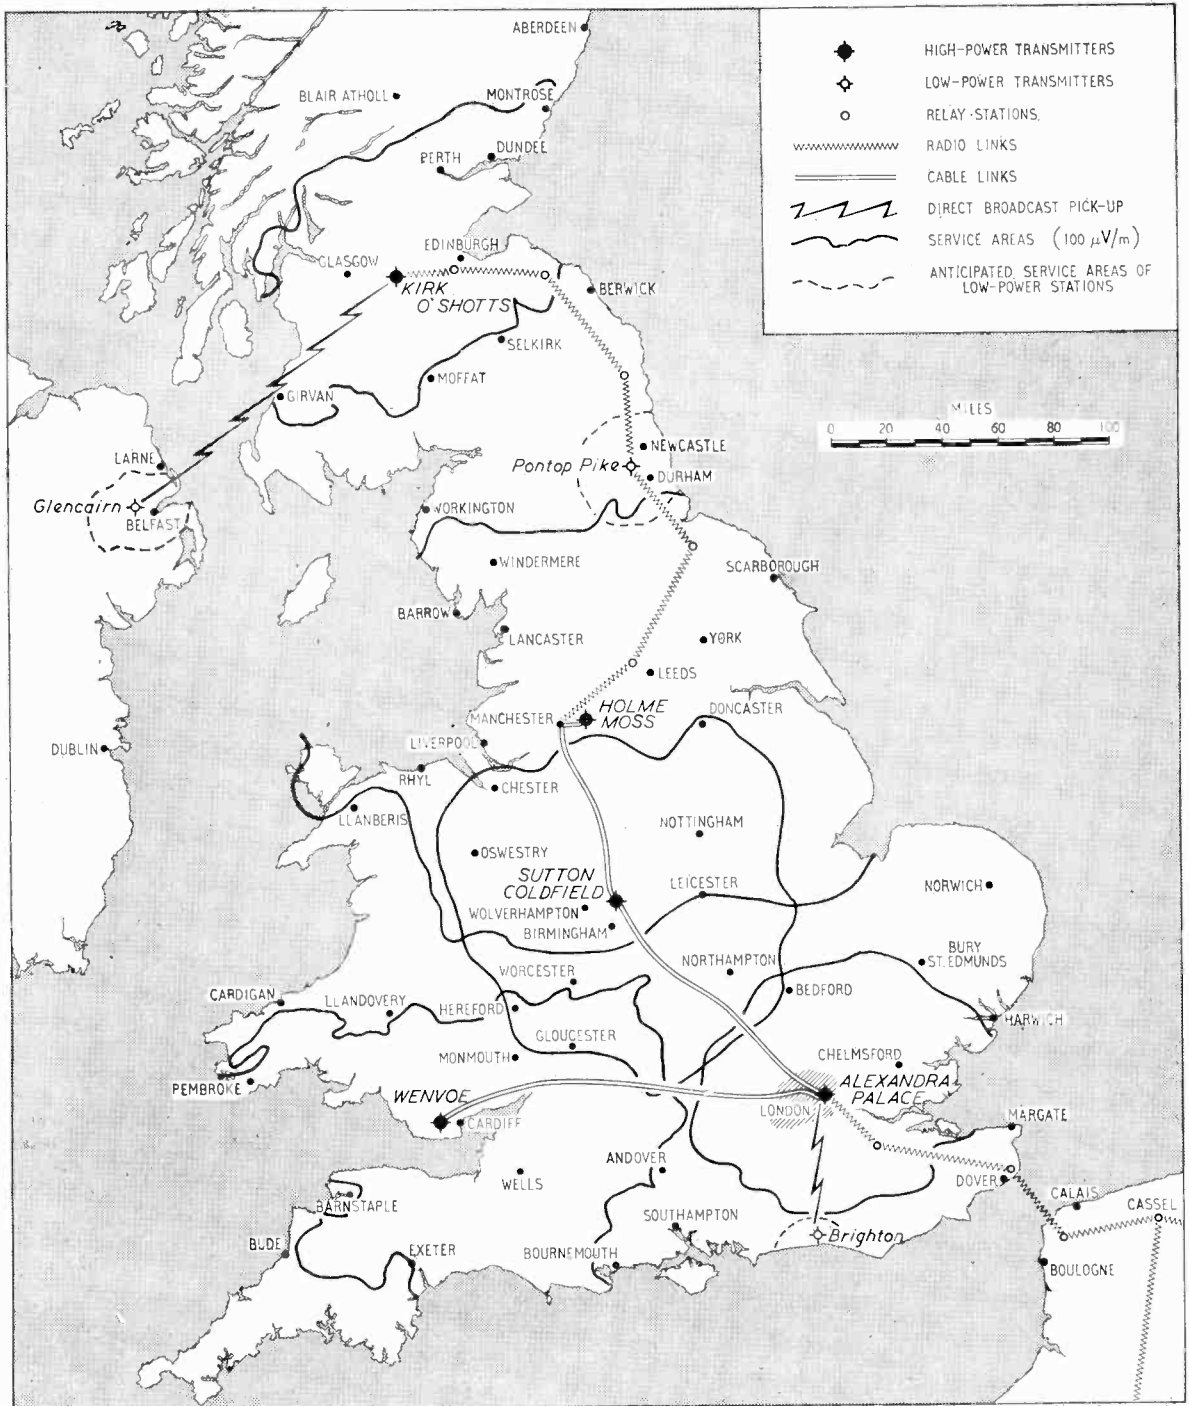 HIGH-POWER TRANSMITTERS
LOW-POWER TRANSMITTERS
RELAY STATIONS.
RADIO LINKS
CABLE LINKS
DIRECT BROADCAST PICK-UP
SERVICE AREAS (100 μV/m)
ANTICIPATED SERVICE AREAS OF
LOW-POWER STATIONS
MILES
0 20 40 60 80 100
ABERDEEN
BLAIR ATHOLL
MONTROSE
DUNDEE
PERTH
EDINBURGH
GLASGOW
KIRK
O'SHOTTS
BERWICK
SELKIRK
MOFFAT
GIRVAN
NEWCASTLE
LARNE
Pontop Pike
DURHAM
Glencairn
BELFAST
WORKINGTON
WINDERMERE
SCARBOROUGH
BARROW
LANCASTER
YORK
LEEDS
HOLME
MOSS
MANCHESTER
DONCASTER
DUBLIN
LIVERPOOL
RHYL
CHESTER
LLANBERIS
NOTTINGHAM
OSWESTRY
SUTTON
COLDFIELD
LEICESTER
NORWICH
WOLVERHAMPTON
BIRMINGHAM
BURY
ST. EDMUNDS
WORCESTER
NORTHAMPTON
BEDFORD
CARDIGAN
LLANDOVERY
HEREFORD
HARWICH
GLOUCESTER
MONMOUTH
CHELMSFORD
PEMBROKE
WENVOE
ALEXANDRA
PALACE
LONDON
CARDIFF
MARGATE
ANDOVER
WELLS
DOVER
BARNSTAPLE
CALAIS
CASSEL
SOUTHAMPTON
Brighton
BUDE
EXETER
BOURNEMOUTH
BOULOGNE